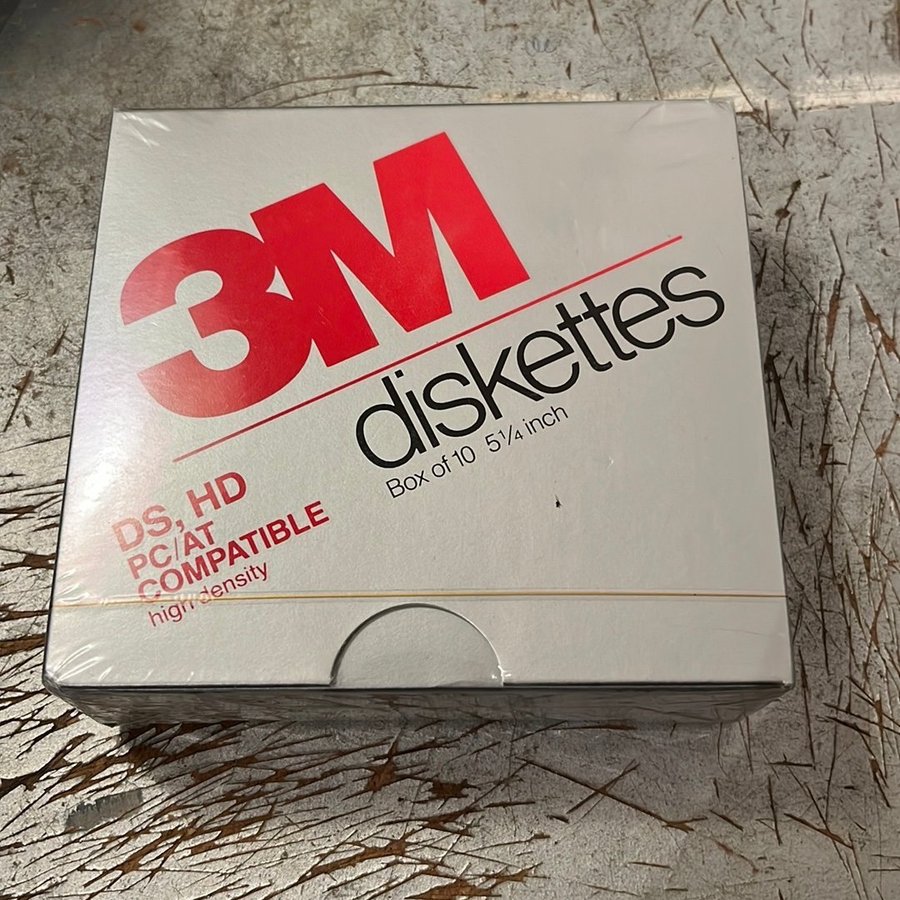 3M
diskettes
Box of 10 5¼ inch
DS, HD
PC/AT
COMPATIBLE
high density